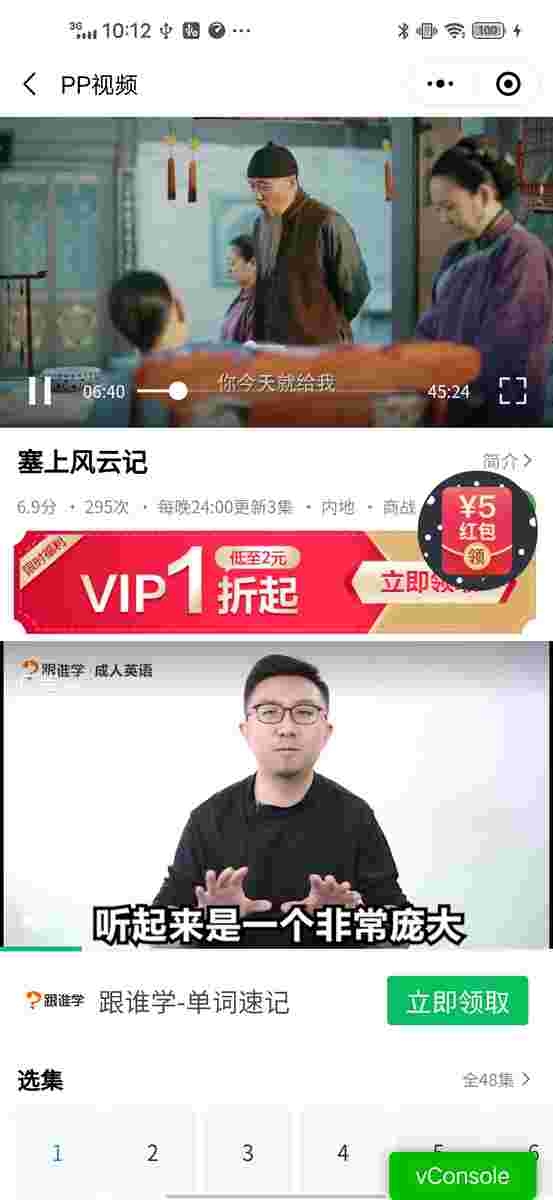 3G 10:12 ... 100
PP视频
06:40 你今天就给我 45:24
塞上风云记 简介
6.9分 · 295次 · 每晚24:00更新3集 · 内地 · 商战
¥5
红包
领
限时福利
VIP1折起
低至2元
立即领取
跟谁学 成人英语
听起来是一个非常庞大
跟谁学 跟谁学-单词速记 立即领取
选集 全48集
1 2 3 4 5 6
vConsole